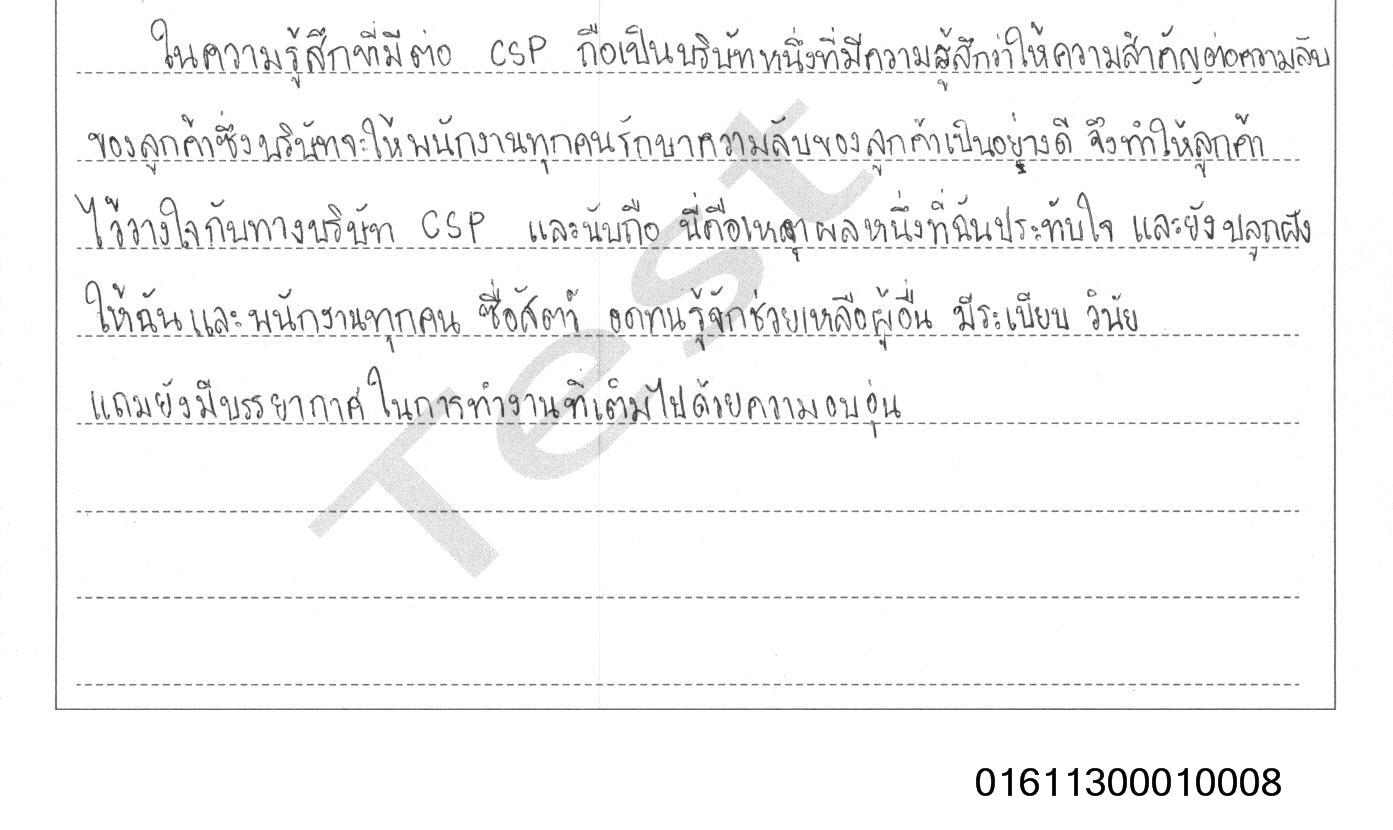 ในความรู้สึกที่มีต่อ CSP ถือเป็นบริษัทหนึ่งที่มีความรู้สึกว่าให้ความสำคัญต่อความลับ
ของลูกค้าซึ่งบริษัทจะให้พนักงานทุกคนรักษาความลับของลูกค้าเป็นอย่างดี จึงทำให้ลูกค้า
ไว้วางใจกับทางบริษัท CSP และนับถือ นี่คือเหตุผลหนึ่งที่ฉันประทับใจ และยังปลูกฝัง
ให้ฉันและพนักงานทุกคน ซื่อสัตว์ อดทนรู้จักช่วยเหลือผู้อื่น มีระเบียบ วินัย
แถมยังมีบรรยากาศในการทำงานที่เต็มไปด้วยความอบอุ่น
Test
01611300010008